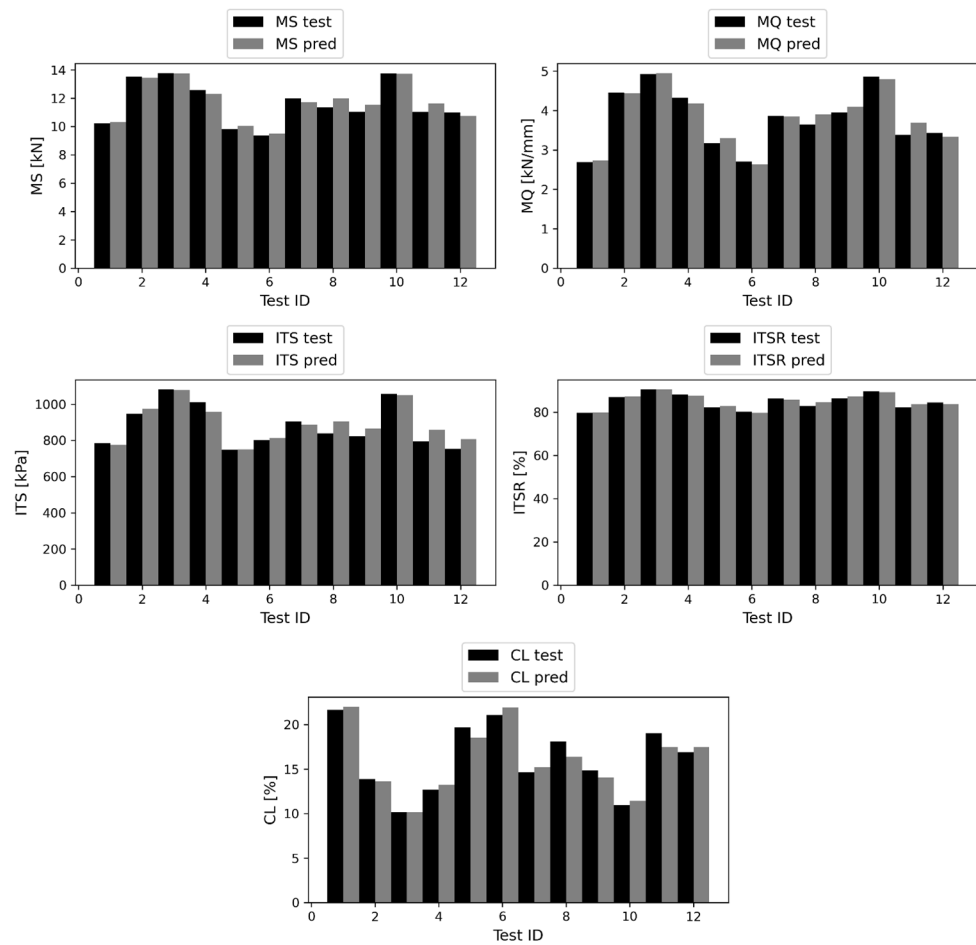 MS test
MS pred
14
12
10
8
6
4
2
0
MS [kN]
0 2 4 6 8 10 12
Test ID
MQ test
MQ pred
5
4
3
2
1
0
MQ [kN/mm]
0 2 4 6 8 10 12
Test ID
ITS test
ITS pred
1000
800
600
400
200
0
ITS [kPa]
0 2 4 6 8 10 12
Test ID
ITSR test
ITSR pred
80
60
40
20
0
ITSR [%]
0 2 4 6 8 10 12
Test ID
CL test
CL pred
20
15
10
5
0
CL [%]
0 2 4 6 8 10 12
Test ID